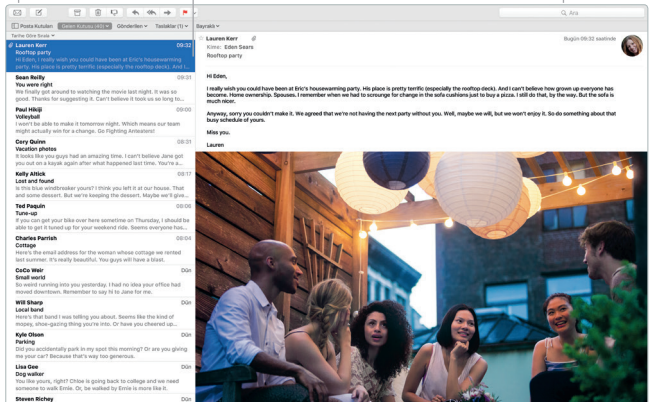 Ara
Posta Kutuları Gelen Kutusu (45) Gönderilen Taslaklar (1) Bayraklı
Tarihe Göre Sırala
Lauren Kerr 09:32
Rooftop party
Hi Eden, I really wish you could have been at Eric's housewarming
party. His place is pretty terrific (especially the rooftop deck). And I...
Sean Reilly 09:31
You were right
We finally got around to watching the movie last night. It was so
good. Thanks for suggesting it. Can't believe it took us so long to...
Paul Hikiji 09:00
Volleyball
I won't be able to make it tomorrow night. Which means our team
might actually win for a change. Go Fighting Anteaters!
Cory Quinn 09:31
Vacation photos
It looks like you guys had an amazing time. I can't believe Jane got
you out on a kayak again after what happened last time. You're a...
Kelly Attick 09:17
Lost and found
Is this blue windbreaker yours? I think you left it at our house. That
and some dessert. But we're keeping the dessert. Maybe we'll give...
Ted Paquin 09:06
Tune-up
If you can get your bike over here sometime on Thursday, I should be
able to get it tuned up for your weekend ride. Seems everyone has...
Charles Parrish 09:04
Cottage
Here's the email address for the woman whose cottage we rented
last summer. It's really beautiful. You guys will have a blast.
CoCo Weir Dün
Small world
So weird running into you yesterday. I had no idea your office had
moved downtown. Remember to say hi to Jane for me.
Will Sharp Dün
Local band
Here's that band I was telling you about. Seems like the kind of
mopey, shoe-gazing thing you're into. Or have you cheered up...
Kyle Olson Dün
Parking
Did you accidentally park in my spot this morning? Or are you giving
me your car? Because that's way too generous.
Lisa Gee Dün
Dog walker
You like yours, right? Chloe is going back to college and we need
someone to walk Ernie. Or, be walked by Ernie is more like it.
Steven Richey Dün
Lauren Kerr Bugün 09:32 saatinde
Kime: Eden Sears
Rooftop party
Hi Eden,
I really wish you could have been at Eric's housewarming party. His place is pretty terrific (especially the rooftop deck). And I can't believe how grown up everyone has
become. Home ownership. Spouses. I remember when we had to scrounge for change in the sofa cushions just to buy a pizza. I still do that, by the way. But the sofa is
much nicer.
Anyway, sorry you couldn't make it. We agreed that we're not having the next party without you. Well, maybe we will, but we won't enjoy it. So do something about that
busy schedule of yours.
Miss you.
Lauren